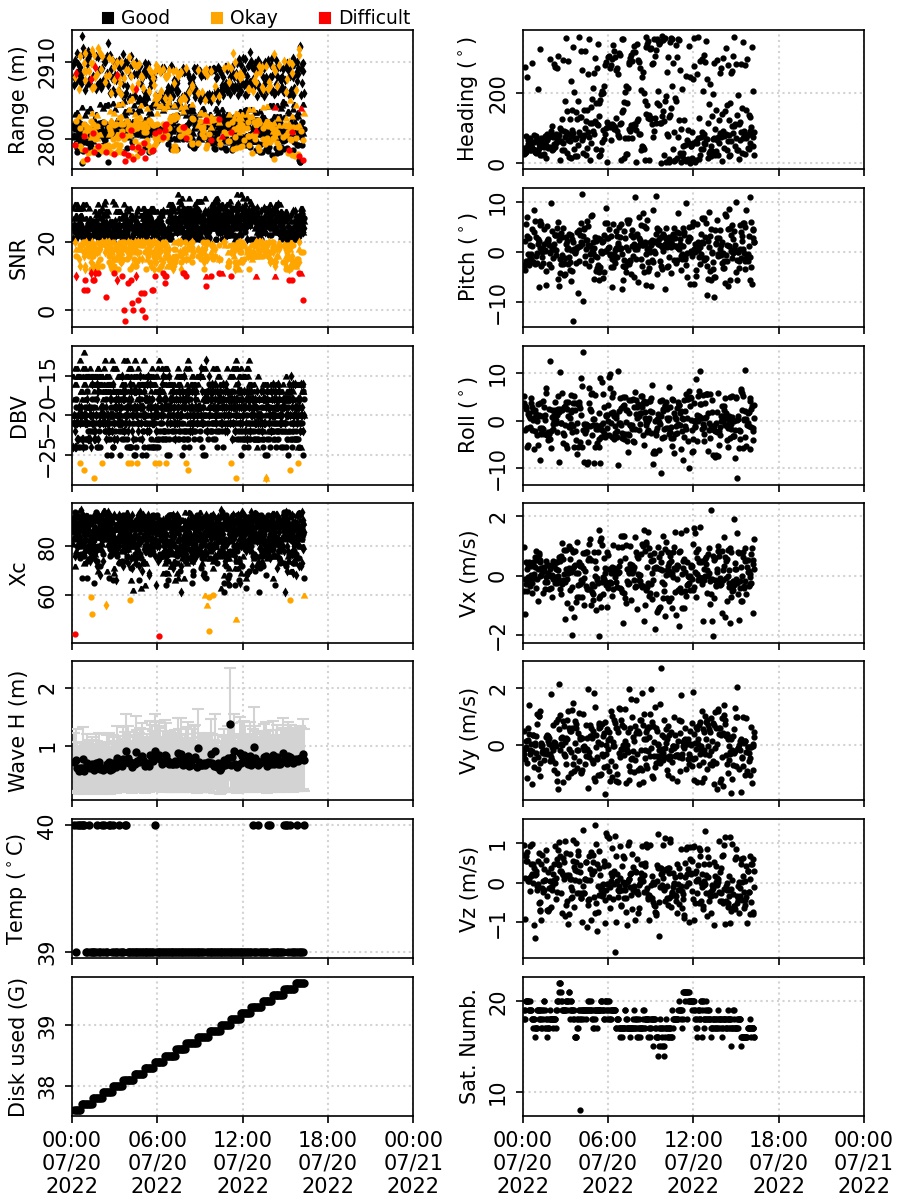 Good Okay Difficult
Range (m)
2910
2800
SNR
20
0
DBV
−15
−20
−25
Xc
80
60
Wave H (m)
2
1
Temp (°C)
40
39
Disk used (G)
39
38
00:00 06:00 12:00 18:00 00:00
07/20 07/20 07/20 07/20 07/21
2022 2022 2022 2022 2022
Heading (°)
200
0
Pitch (°)
10
0
−10
Roll (°)
10
0
−10
Vx (m/s)
2
0
−2
Vy (m/s)
2
0
Vz (m/s)
1
0
−1
Sat. Numb.
20
10
00:00 06:00 12:00 18:00 00:00
07/20 07/20 07/20 07/20 07/21
2022 2022 2022 2022 2022